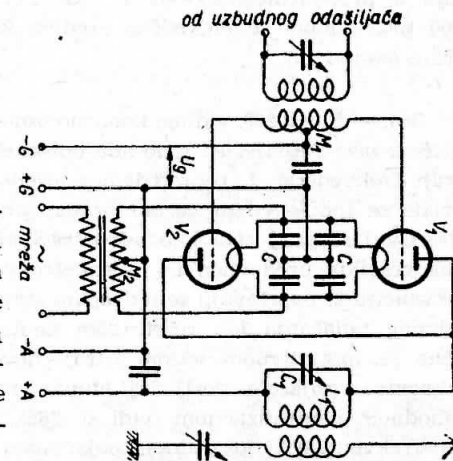 od uzbudnog odašiljača
M₁
-G
+G
Ug
V₂
V₁
C
C
M₂
~
mreža
-A
+A
C₁
L₁